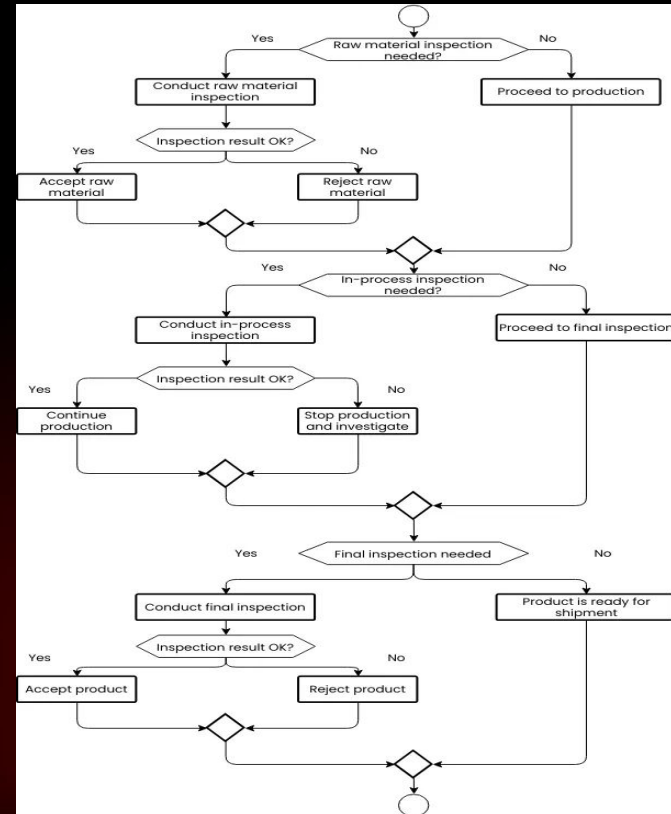 Yes
Raw material inspection
needed?
No
Conduct raw material
inspection
Proceed to production
Inspection result OK?
Yes
No
Accept raw
material
Reject raw
material
Yes
In-process inspection
needed?
No
Conduct in-process
inspection
Proceed to final inspection
Inspection result OK?
Yes
No
Continue
production
Stop production
and investigate
Yes
Final inspection needed
No
Conduct final inspection
Product is ready for
shipment
Inspection result OK?
Yes
No
Accept product
Reject product